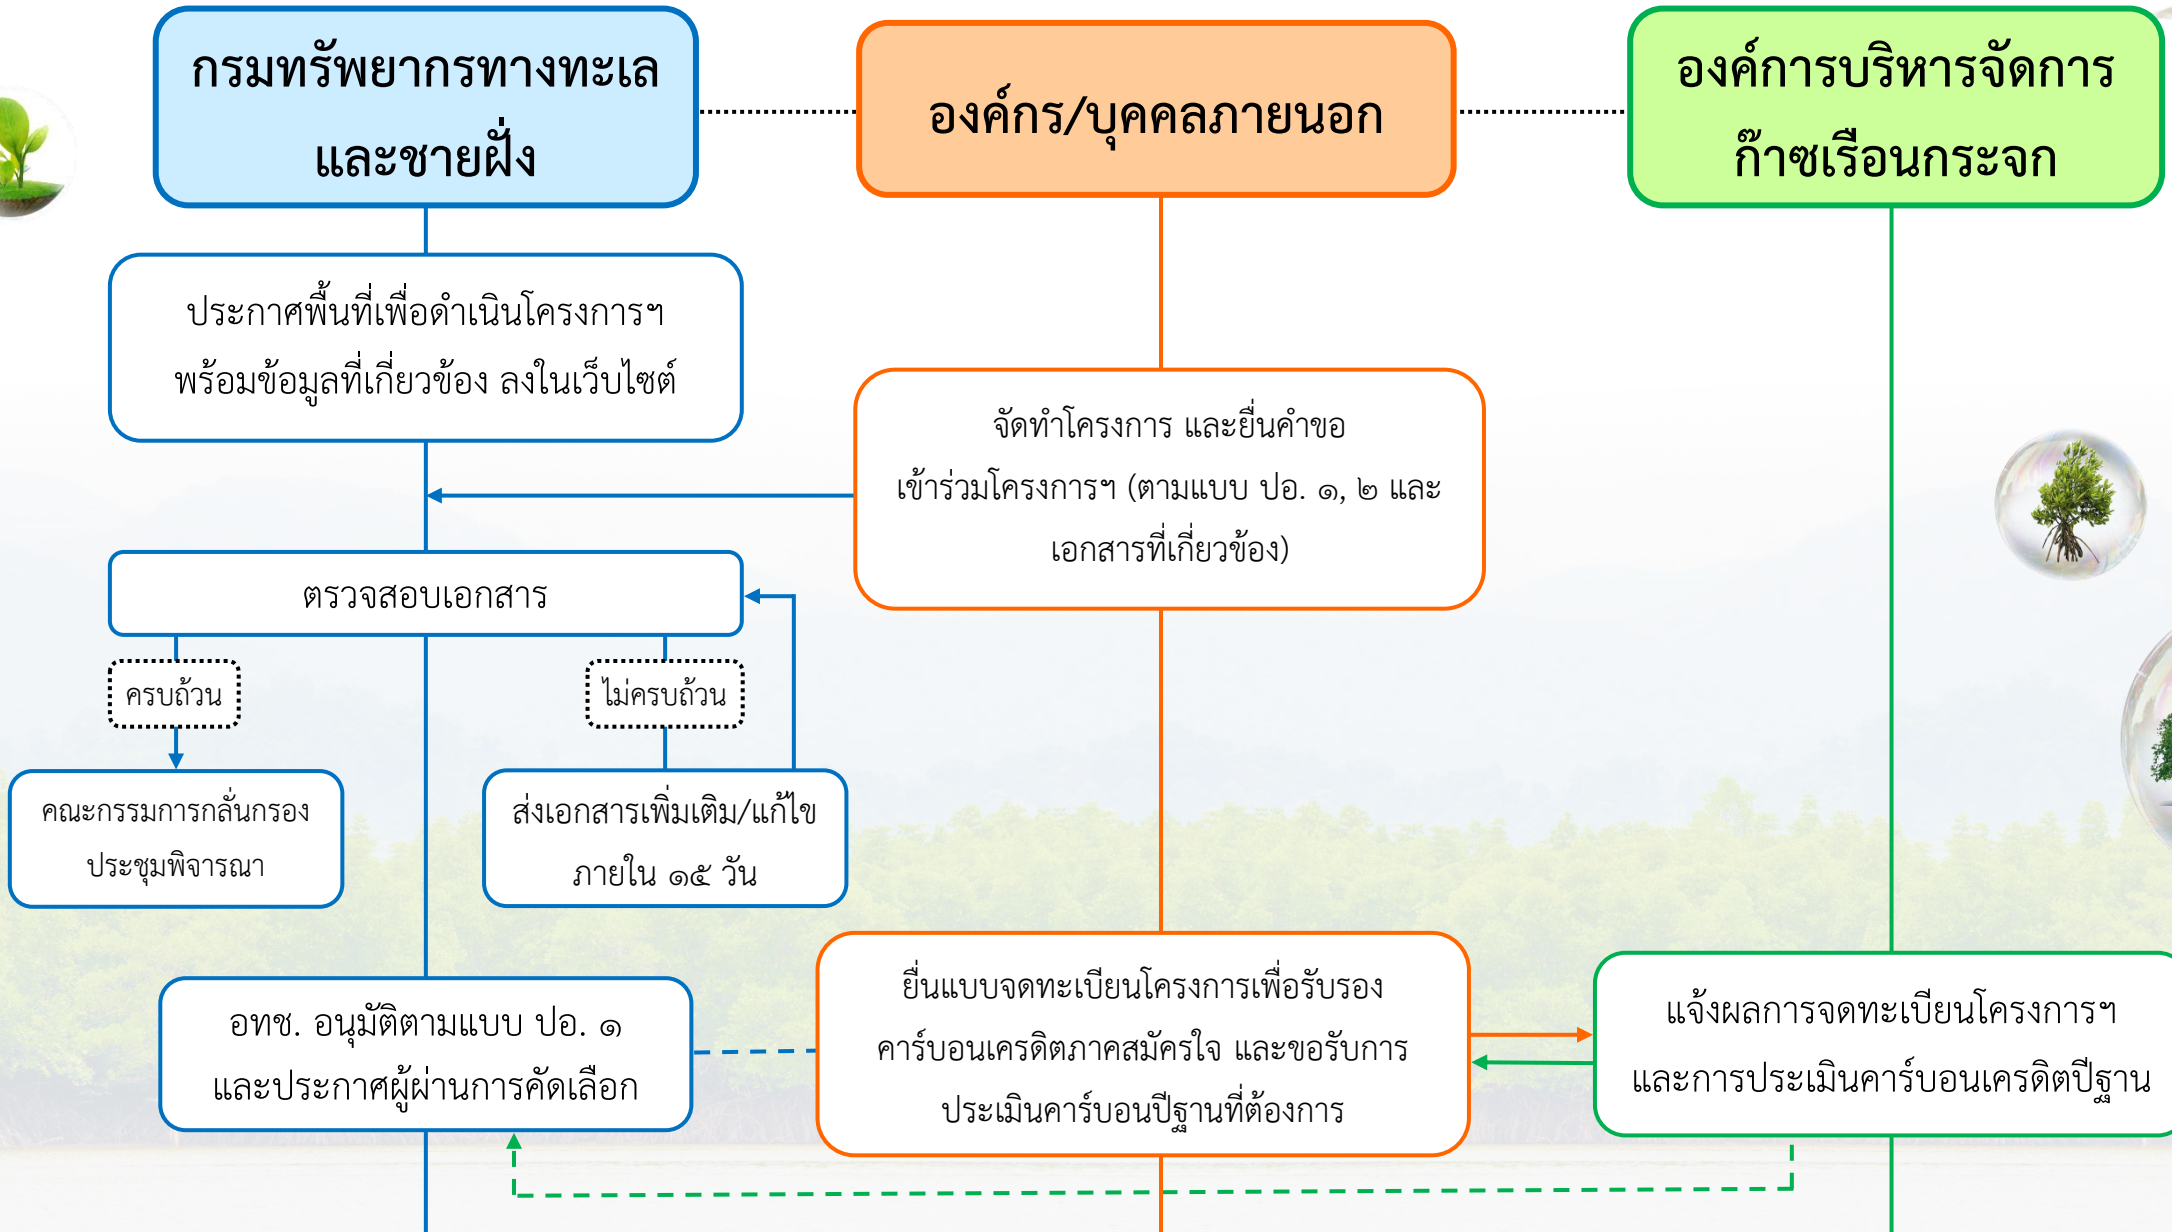 กรมทรัพยากรทางทะเล
และชายฝั่ง
องค์กร/บุคคลภายนอก
องค์การบริหารจัดการ
ก๊าซเรือนกระจก
ประกาศพื้นที่เพื่อดำเนินโครงการฯ
พร้อมข้อมูลที่เกี่ยวข้อง ลงในเว็บไซต์
จัดทำโครงการ และยื่นคำขอ
เข้าร่วมโครงการฯ (ตามแบบ ปอ. ๑, ๒ และ
เอกสารที่เกี่ยวข้อง)
ตรวจสอบเอกสาร
ครบถ้วน
ไม่ครบถ้วน
คณะกรรมการกลั่นกรอง
ประชุมพิจารณา
ส่งเอกสารเพิ่มเติม/แก้ไข
ภายใน ๑๕ วัน
อทช. อนุมัติตามแบบ ปอ. ๑
และประกาศผู้ผ่านการคัดเลือก
ยื่นแบบจดทะเบียนโครงการเพื่อรับรอง
คาร์บอนเครดิตภาคสมัครใจ และขอรับการ
ประเมินคาร์บอนปีฐานที่ต้องการ
แจ้งผลการจดทะเบียนโครงการฯ
และการประเมินคาร์บอนเครดิตปีฐาน